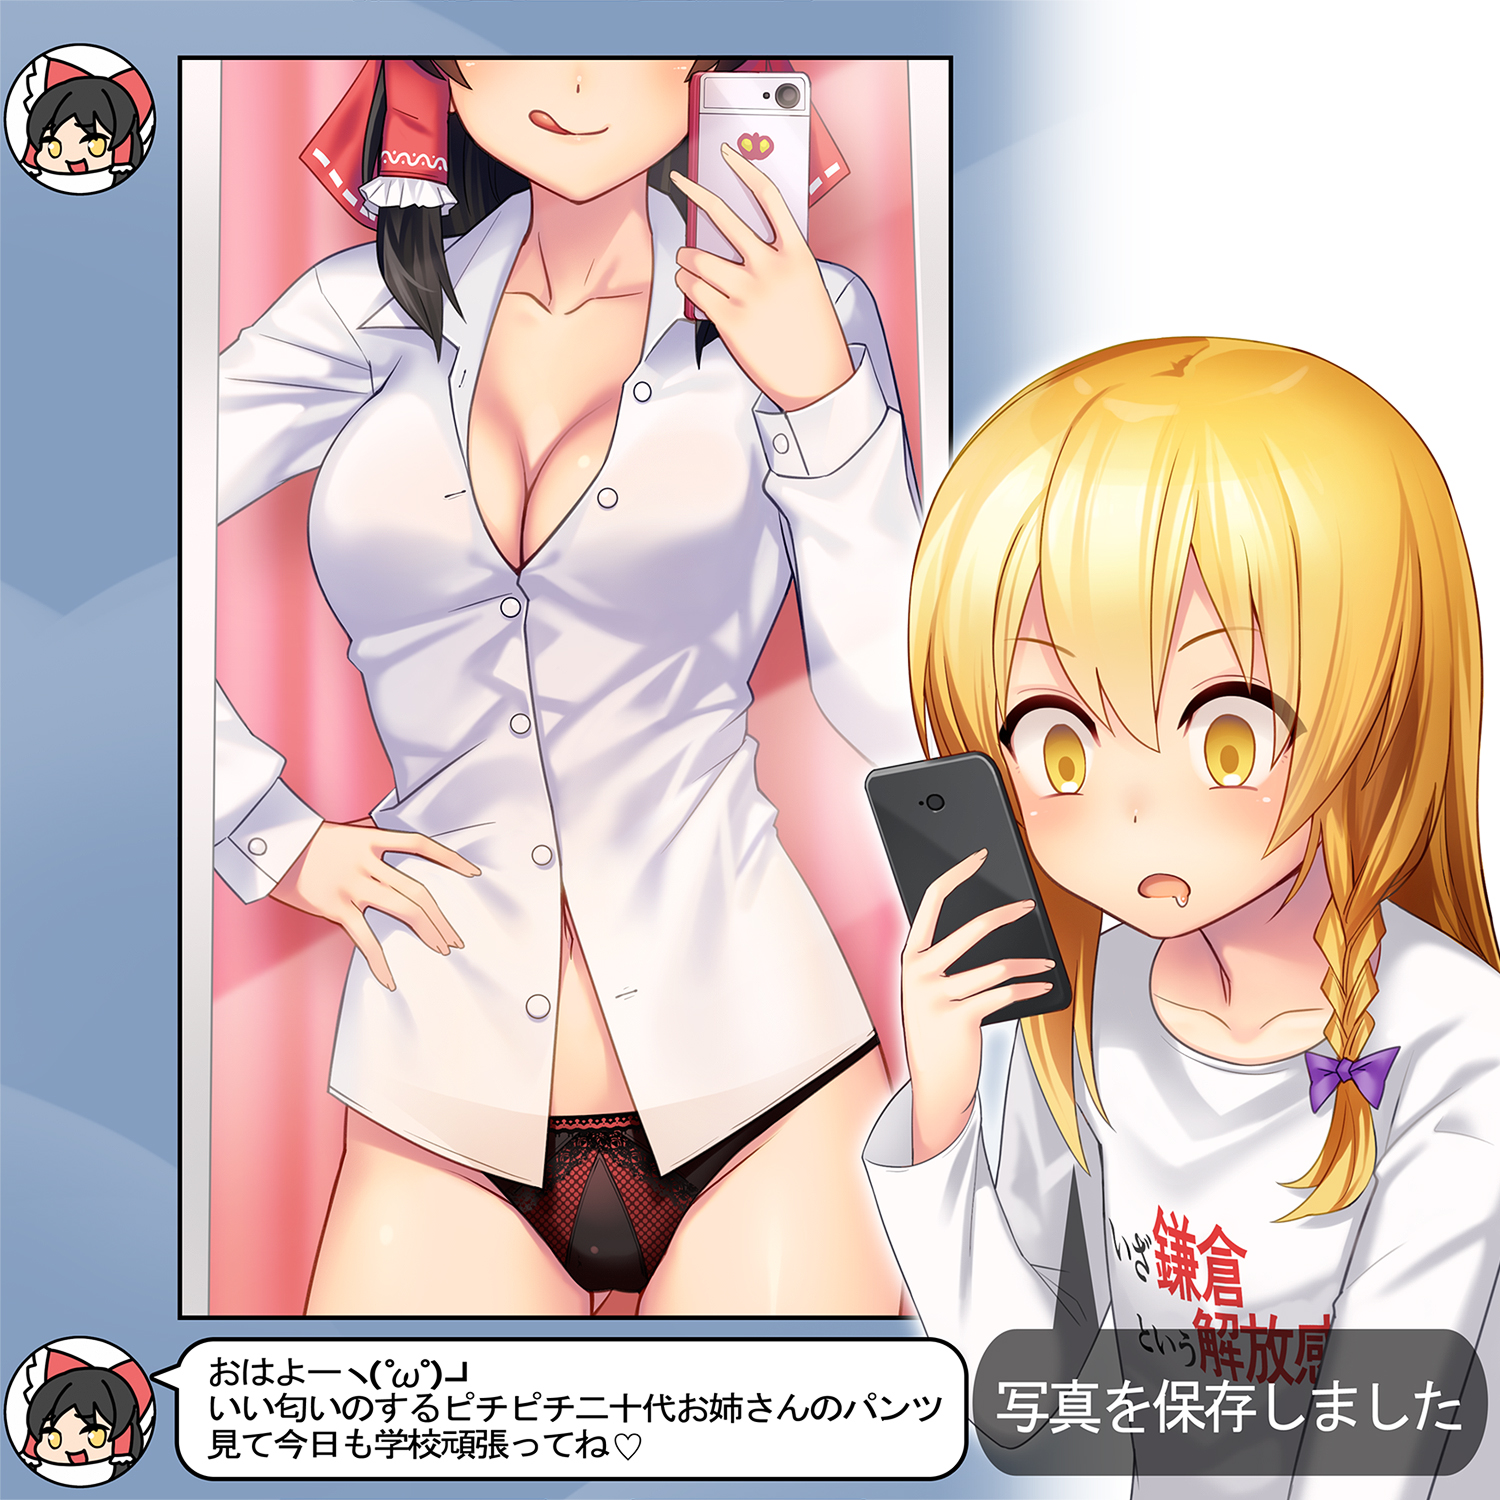 おはよーヽ(°ω°)┘
いい匂いのするピチピチ二十代お姉さんのパンツ
見て今日も学校頑張ってね♡
いざ鎌倉
という解放感
写真を保存しました